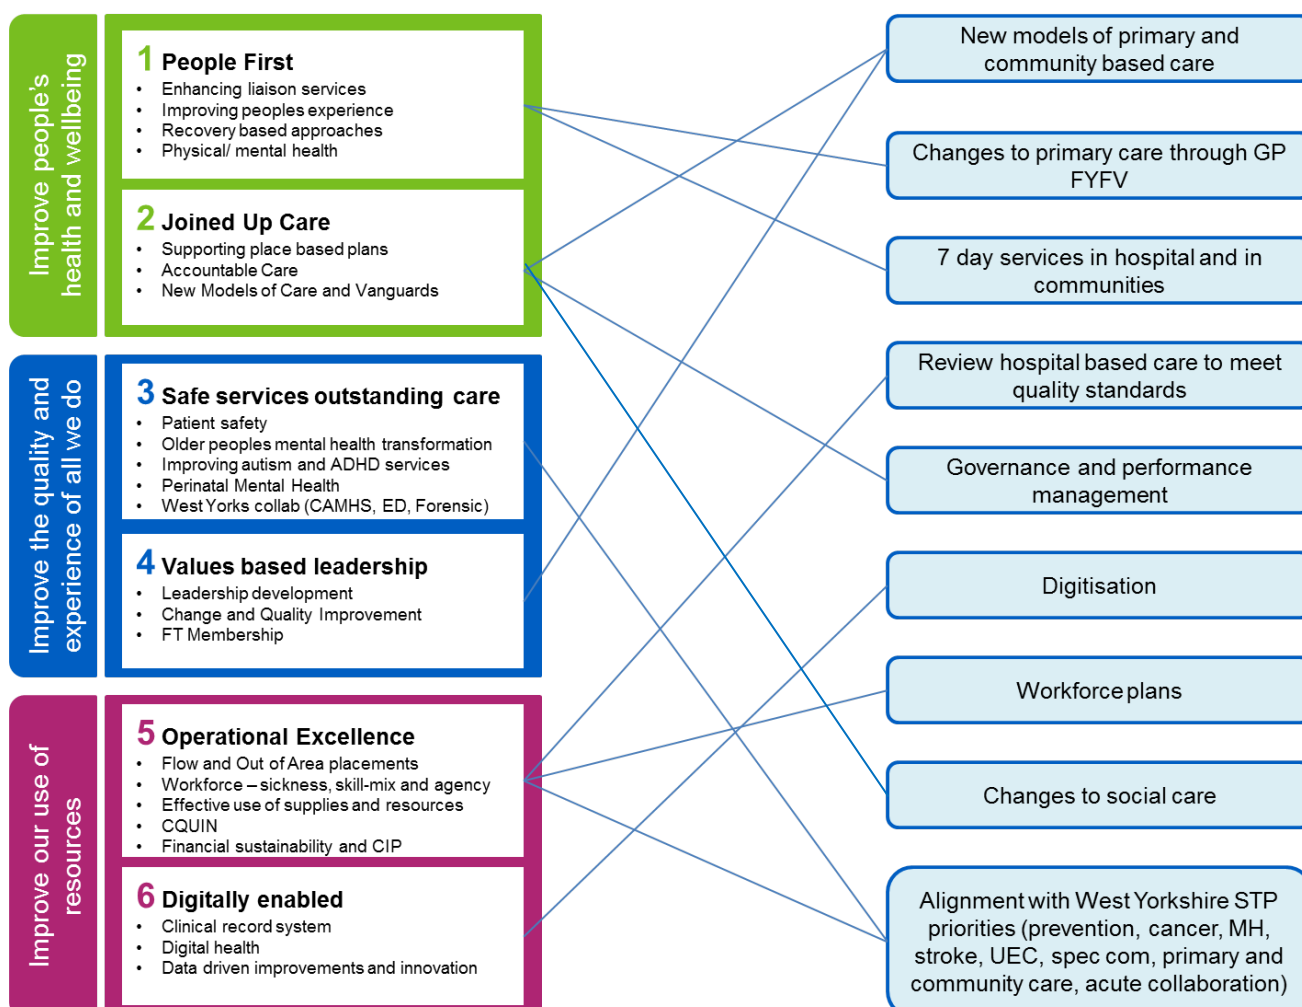 Improve people's
health and wellbeing
1 People First
• Enhancing liaison services
• Improving peoples experience
• Recovery based approaches
• Physical/ mental health
2 Joined Up Care
• Supporting place based plans
• Accountable Care
• New Models of Care and Vanguards
Improve the quality and
experience of all we do
3 Safe services outstanding care
• Patient safety
• Older peoples mental health transformation
• Improving autism and ADHD services
• Perinatal Mental Health
• West Yorks collab (CAMHS, ED, Forensic)
4 Values based leadership
• Leadership development
• Change and Quality Improvement
• FT Membership
Improve our use of
resources
5 Operational Excellence
• Flow and Out of Area placements
• Workforce – sickness, skill-mix and agency
• Effective use of supplies and resources
• CQUIN
• Financial sustainability and CIP
6 Digitally enabled
• Clinical record system
• Digital health
• Data driven improvements and innovation
New models of primary and
community based care
Changes to primary care through GP
FYFV
7 day services in hospital and in
communities
Review hospital based care to meet
quality standards
Governance and performance
management
Digitisation
Workforce plans
Changes to social care
Alignment with West Yorkshire STP
priorities (prevention, cancer, MH,
stroke, UEC, spec com, primary and
community care, acute collaboration)